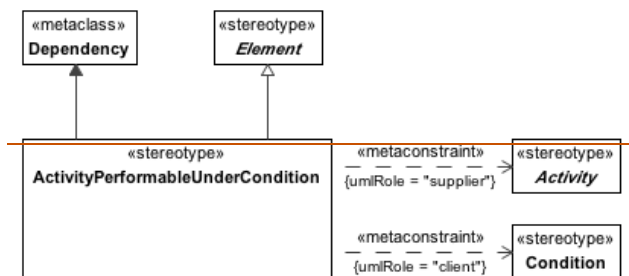 «metaclass»
Dependency
«stereotype»
Element
«stereotype»
ActivityPerformableUnderCondition
«metaconstraint»
{umlRole = "supplier"}
«stereotype»
Activity
«metaconstraint»
{umlRole = "client"}
«stereotype»
Condition